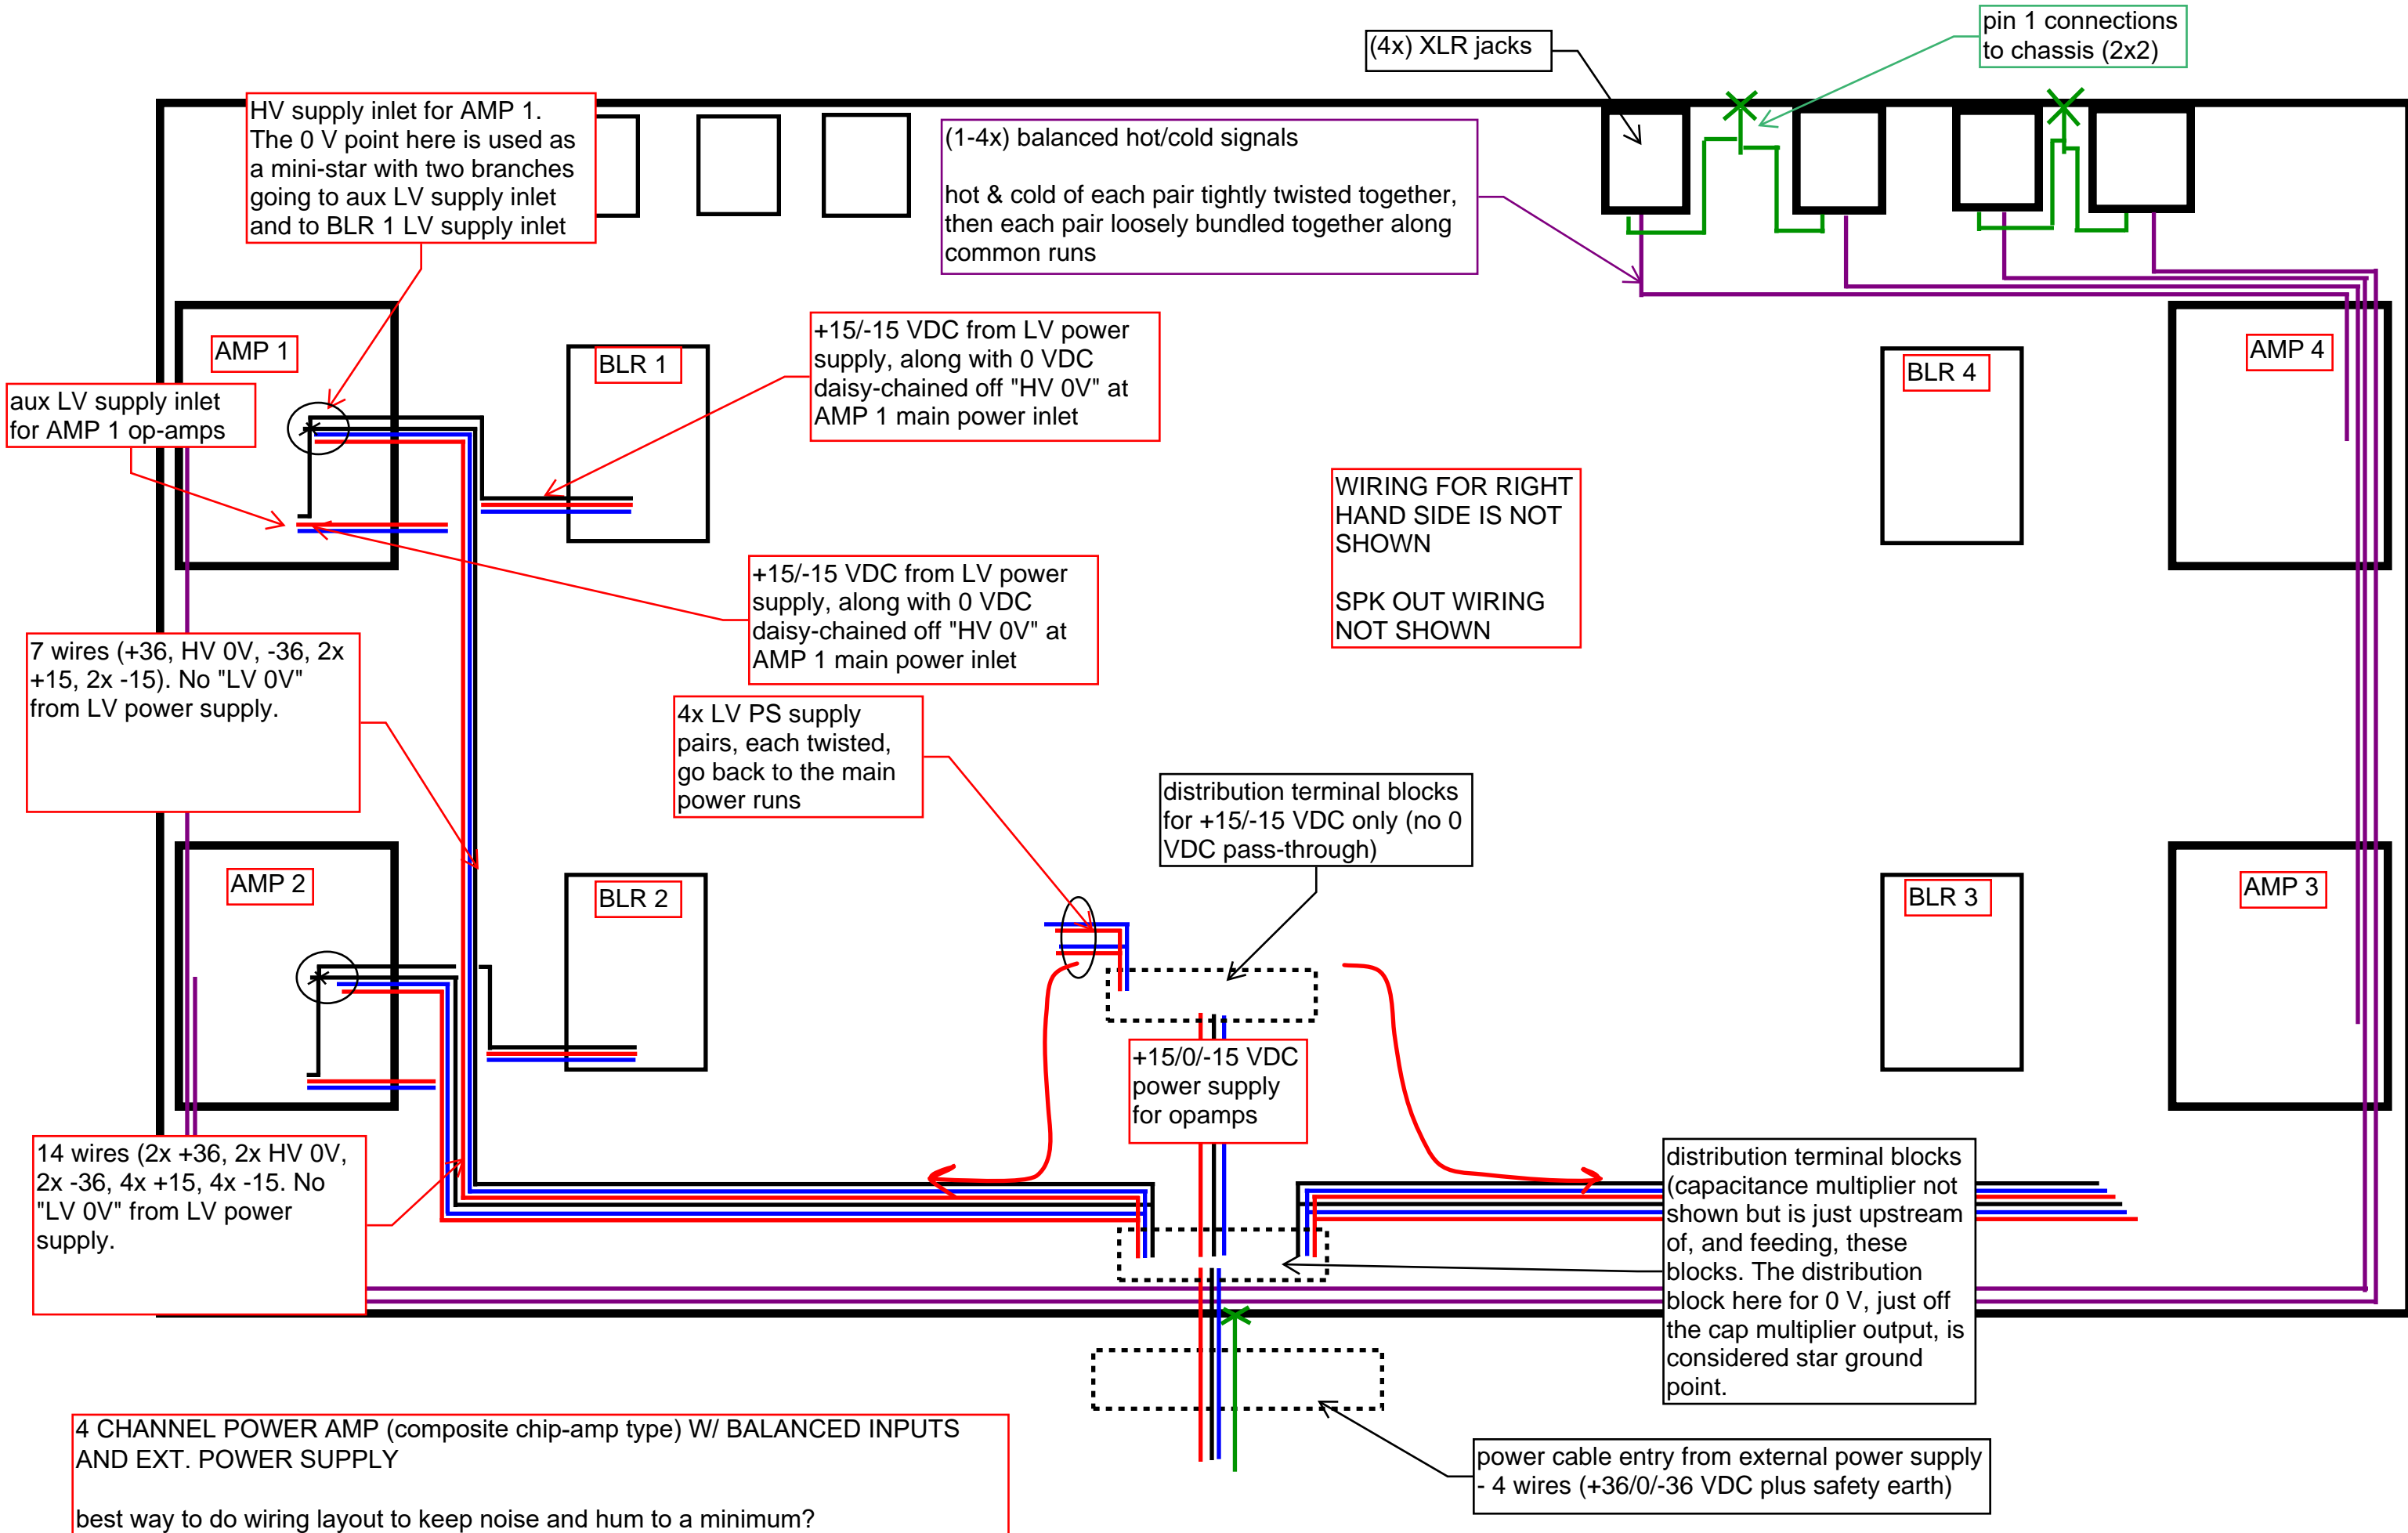 (4x) XLR jacks
pin 1 connections
to chassis (2x2)
HV supply inlet for AMP 1.
The 0 V point here is used as
a mini-star with two branches
going to aux LV supply inlet
and to BLR 1 LV supply inlet
(1-4x) balanced hot/cold signals
hot & cold of each pair tightly twisted together,
then each pair loosely bundled together along
common runs
AMP 1
BLR 1
+15/-15 VDC from LV power
supply, along with 0 VDC
daisy-chained off "HV 0V" at
AMP 1 main power inlet
BLR 4
AMP 4
aux LV supply inlet
for AMP 1 op-amps
WIRING FOR RIGHT
HAND SIDE IS NOT
SHOWN
SPK OUT WIRING
NOT SHOWN
+15/-15 VDC from LV power
supply, along with 0 VDC
daisy-chained off "HV 0V" at
AMP 1 main power inlet
7 wires (+36, HV 0V, -36, 2x
+15, 2x -15). No "LV 0V"
from LV power supply.
4x LV PS supply
pairs, each twisted,
go back to the main
power runs
distribution terminal blocks
for +15/-15 VDC only (no 0
VDC pass-through)
AMP 2
BLR 2
BLR 3
AMP 3
+15/0/-15 VDC
power supply
for opamps
14 wires (2x +36, 2x HV 0V,
2x -36, 4x +15, 4x -15. No
"LV 0V" from LV power
supply.
distribution terminal blocks
(capacitance multiplier not
shown but is just upstream
of, and feeding, these
blocks. The distribution
block here for 0 V, just off
the cap multiplier output, is
considered star ground
point.
4 CHANNEL POWER AMP (composite chip-amp type) W/ BALANCED INPUTS
AND EXT. POWER SUPPLY
best way to do wiring layout to keep noise and hum to a minimum?
power cable entry from external power supply
- 4 wires (+36/0/-36 VDC plus safety earth)